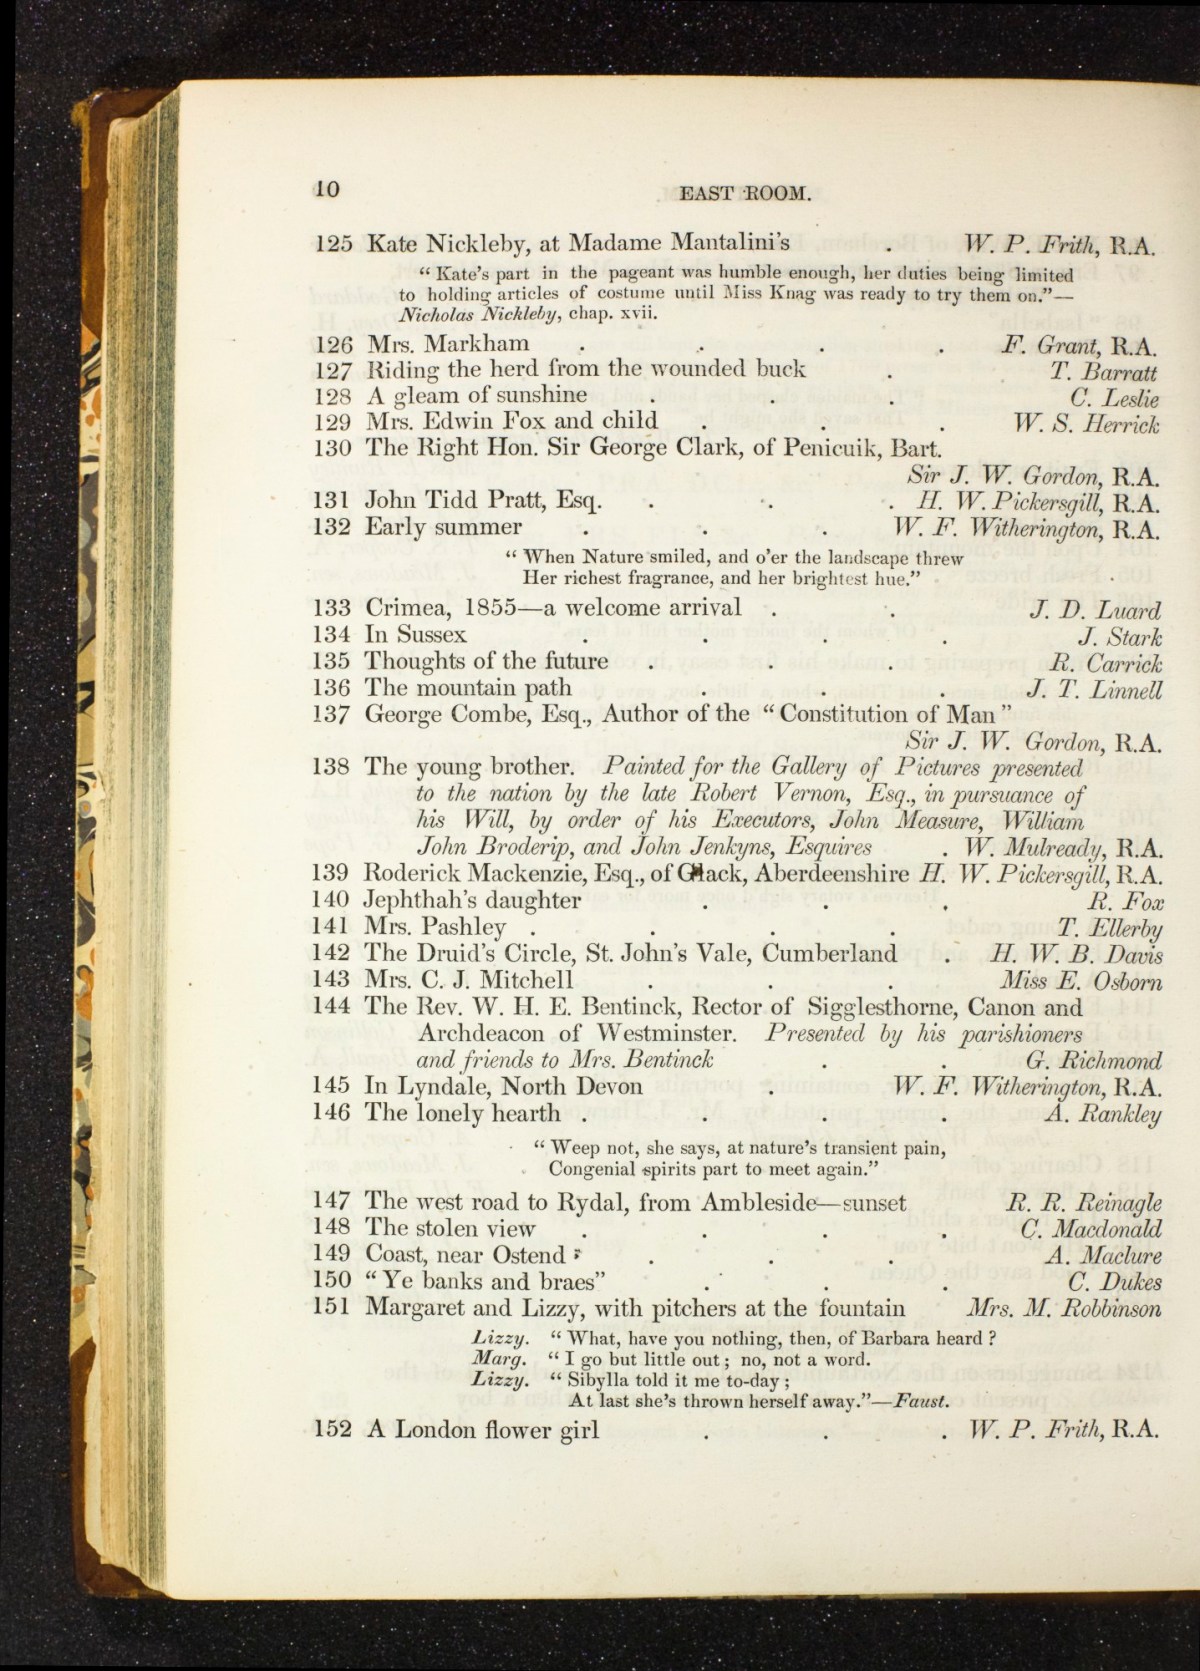 10 EAST ROOM.
125 Kate Nickleby, at Madame Mantalini's . W. P. Frith, R.A.
“ Kate's part in the pageant was humble enough, her duties being limited
to holding articles of costume until Miss Knag was ready to try them on.”—
Nicholas Nickleby, chap. xvii.
126 Mrs. Markham . . . . F. Grant, R.A.
127 Riding the herd from the wounded buck . T. Barratt
128 A gleam of sunshine . . . C. Leslie
129 Mrs. Edwin Fox and child . . . W. S. Herrick
130 The Right Hon. Sir George Clark, of Penicuik, Bart.
Sir J. W. Gordon, R.A.
131 John Tidd Pratt, Esq. . . . H. W. Pickersgill, R.A.
132 Early summer . . . W. F. Witherington, R.A.
“ When Nature smiled, and o'er the landscape threw
Her richest fragrance, and her brightest hue.”
133 Crimea, 1855—a welcome arrival . . J. D. Luard
134 In Sussex . . . . J. Stark
135 Thoughts of the future . . . R. Carrick
136 The mountain path . . . J. T. Linnell
137 George Combe, Esq., Author of the “ Constitution of Man ”
Sir J. W. Gordon, R.A.
138 The young brother. Painted for the Gallery of Pictures presented
to the nation by the late Robert Vernon, Esq., in pursuance of
his Will, by order of his Executors, John Measure, William
John Broderip, and John Jenkyns, Esquires . W. Mulready, R.A.
139 Roderick Mackenzie, Esq., of Glack, Aberdeenshire H. W. Pickersgill, R.A.
140 Jephthah's daughter . . . R. Fox
141 Mrs. Pashley . . . . T. Ellerby
142 The Druid's Circle, St. John's Vale, Cumberland . H. W. B. Davis
143 Mrs. C. J. Mitchell . . . Miss E. Osborn
144 The Rev. W. H. E. Bentinck, Rector of Sigglesthorne, Canon and
Archdeacon of Westminster. Presented by his parishioners
and friends to Mrs. Bentinck . . G. Richmond
145 In Lyndale, North Devon . W. F. Witherington, R.A.
146 The lonely hearth . . . . A. Rankley
“ Weep not, she says, at nature's transient pain,
Congenial spirits part to meet again.”
147 The west road to Rydal, from Ambleside—sunset R. R. Reinagle
148 The stolen view . . . . C. Macdonald
149 Coast, near Ostend . . . A. Maclure
150 “ Ye banks and braes” . . . C. Dukes
151 Margaret and Lizzy, with pitchers at the fountain Mrs. M. Robbinson
Lizzy. “ What, have you nothing, then, of Barbara heard ?
Marg. “ I go but little out ; no, not a word.
Lizzy. “ Sibylla told it me to-day ;
At last she's thrown herself away.”—Faust.
152 A London flower girl . . . W. P. Frith, R.A.